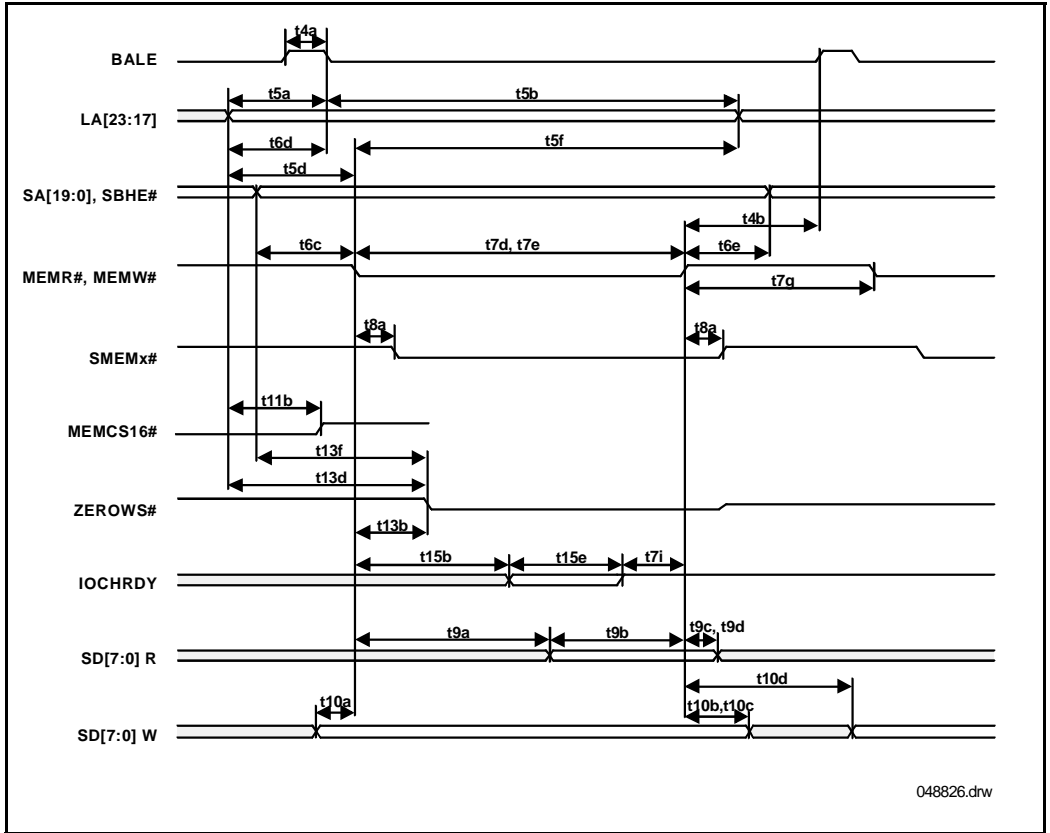 t4a
BALE
t5a t5b
LA[23:17]
t6d t5f
t5d
SA[19:0], SBHE#
t4b
t6c t7d, t7e t6e
MEMR#, MEMW#
t7g
t8a t8a
SMEMx#
t11b
MEMCS16#
t13f
t13d
ZEROWS#
t13b
t15b t15e t7i
IOCHRDY
t9a t9b t9c, t9d
SD[7:0] R
t10d
t10a t10b,t10c
SD[7:0] W
048826.drw